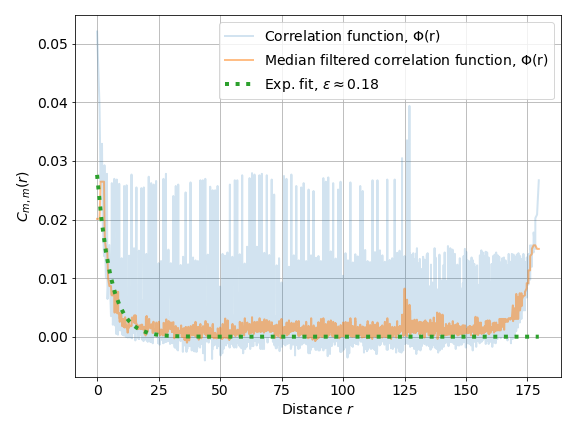 Correlation function, Φ(r)
Median filtered correlation function, Φ(r)
Exp. fit, ε ≈ 0.18
0.05
0.04
0.03
0.02
0.01
0.00
C_{m,m}(r)
0 25 50 75 100 125 150 175
Distance r